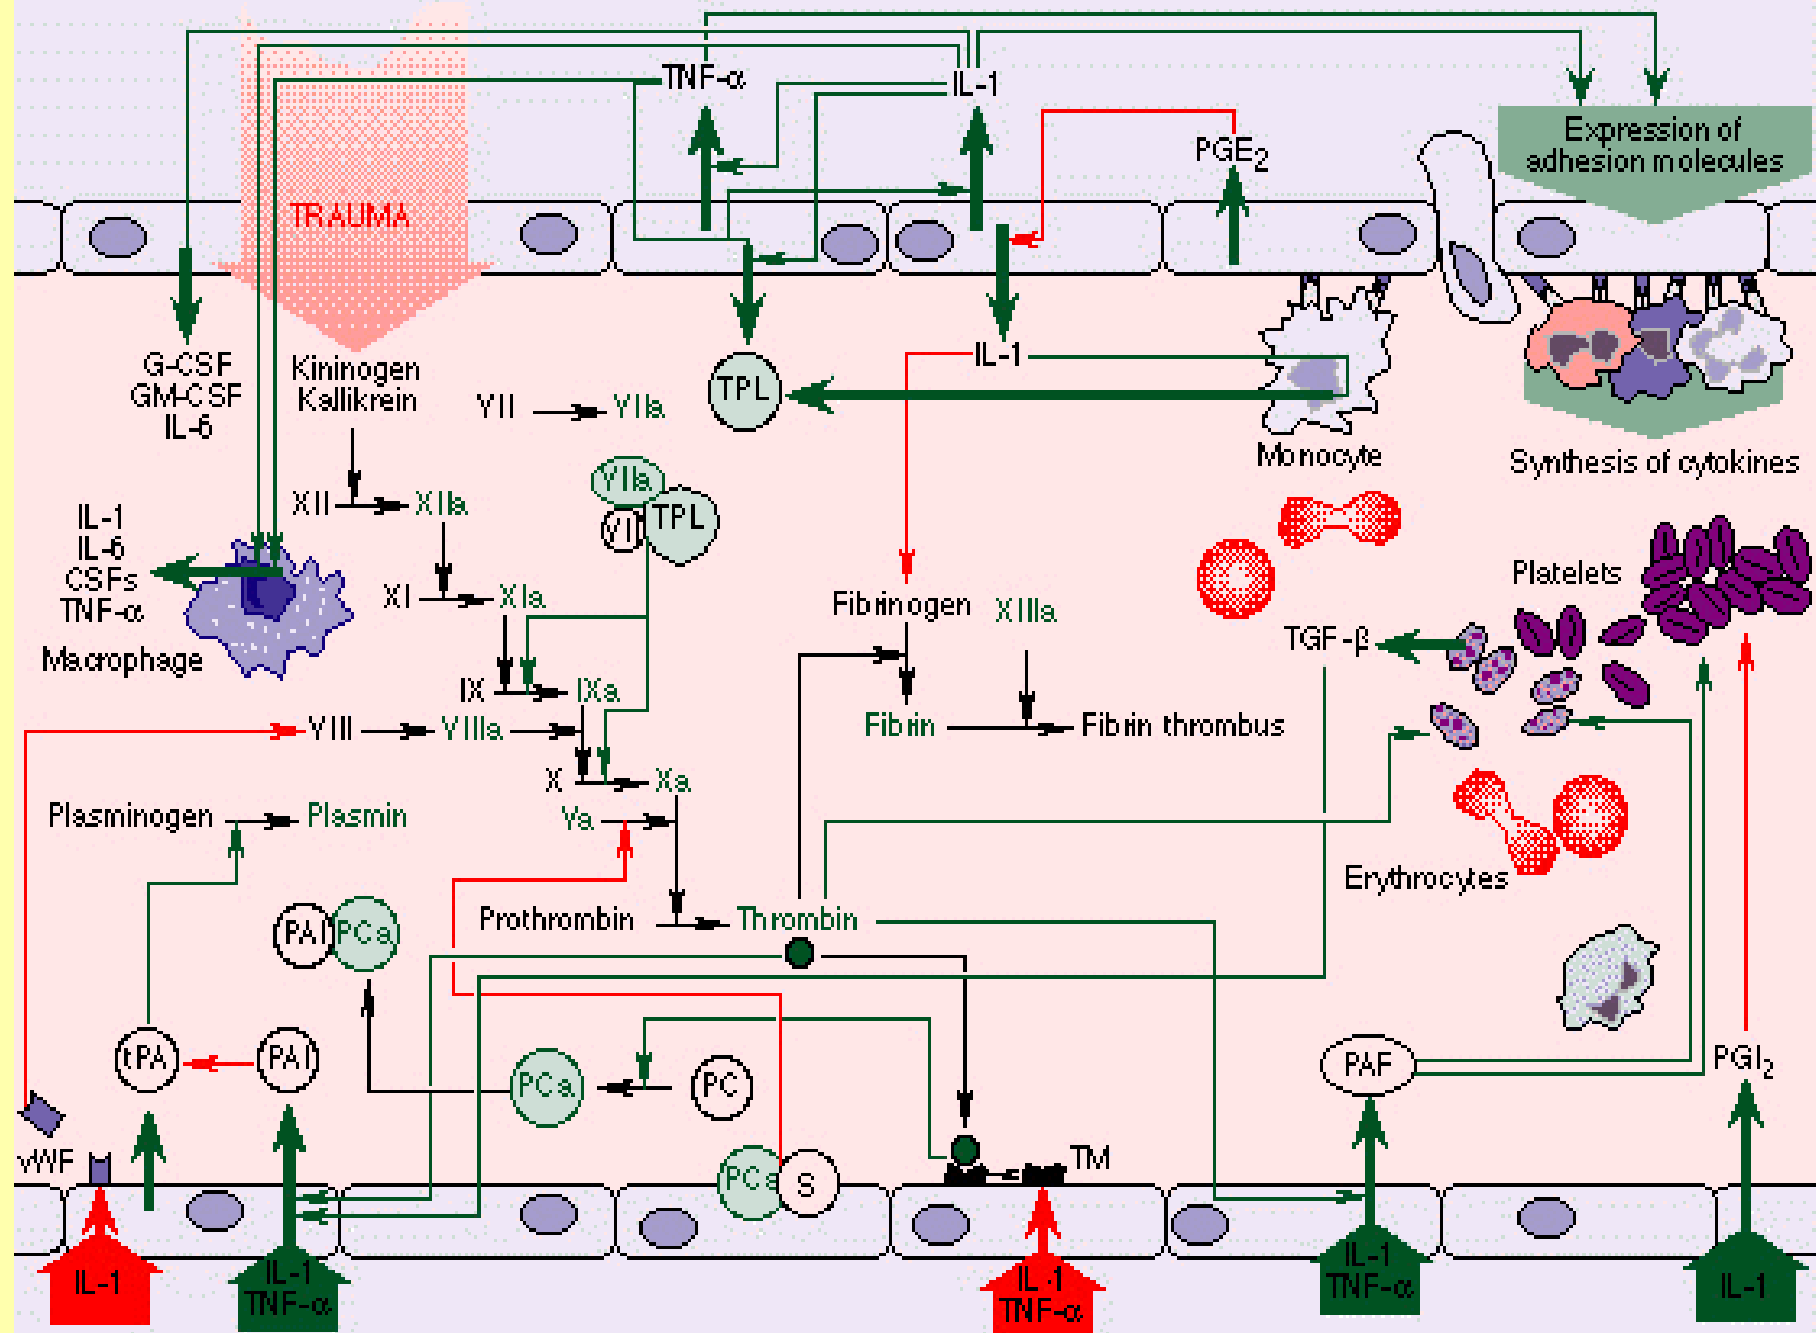 TNF-α
IL-1
PGE2
Expression of
adhesion molecules
TRAUMA
G-CSF
GM-CSF
IL-6
Kininogen
Kallikrein
VII
VIIa
TPL
IL-1
Monocyte
Synthesis of cytokines
XII
XIIa
VIIa
VII
TPL
IL-1
IL-6
CSFs
TNF-α
Macrophage
XI
XIa
Fibrinogen
XIIIa
Platelets
TGF-β
IX
IXa
VIII
VIIIa
Fibrin
Fibrin thrombus
X
Xa
Plasminogen
Plasmin
Va
Erythrocytes
Prothrombin
Thrombin
PAI
PCa
tPA
PAI
PCa
PC
PAF
PGI2
vWF
PCa
S
TM
IL-1
IL-1
TNF-α
IL-1
TNF-α
IL-1
TNF-α
IL-1